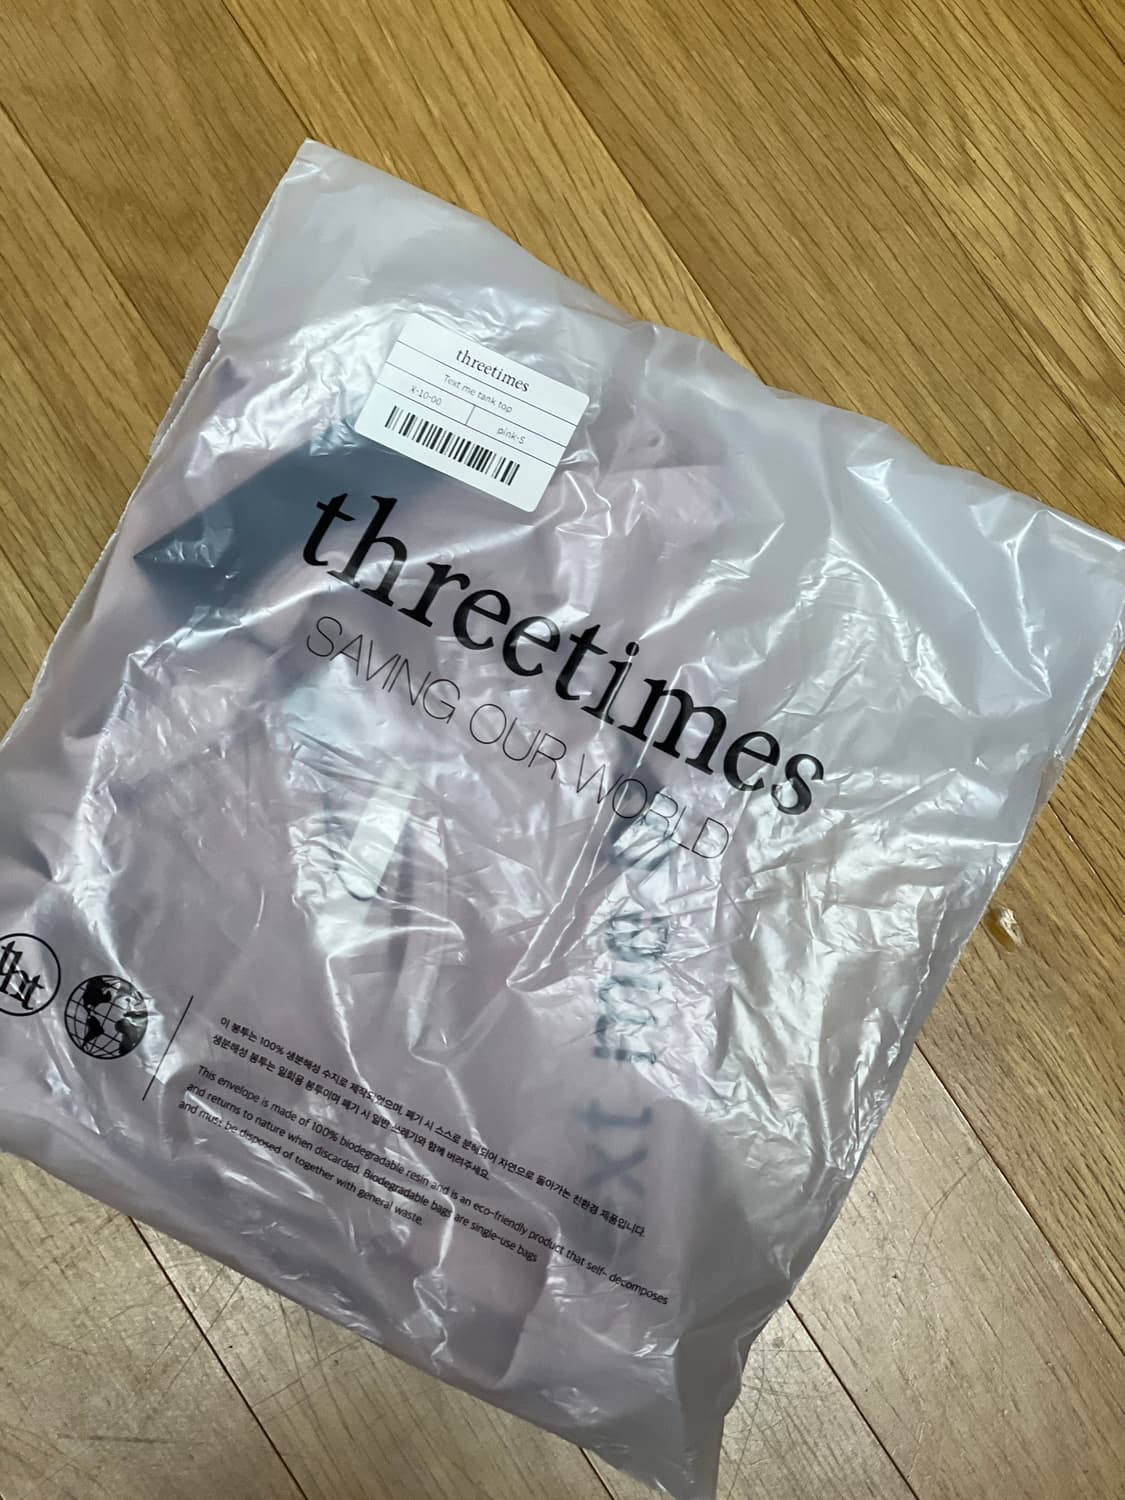 threetimes
Text me tank top
X-10-00
pink-S
threetimes
SAVING OUR WORLD
tht
이 봉투는 100% 생분해성 수지로 제작되었으며, 폐기 시 스스로 분해되어 자연으로 돌아가는 친환경 제품입니다.
생분해성 봉투는 일회용 봉투이며 폐기 시 일반 쓰레기와 함께 버려주세요.
This envelope is made of 100% biodegradable resin and is an eco-friendly product that self- decomposes
and returns to nature when discarded. Biodegradable bags are single-use bags
and must be disposed of together with general waste.